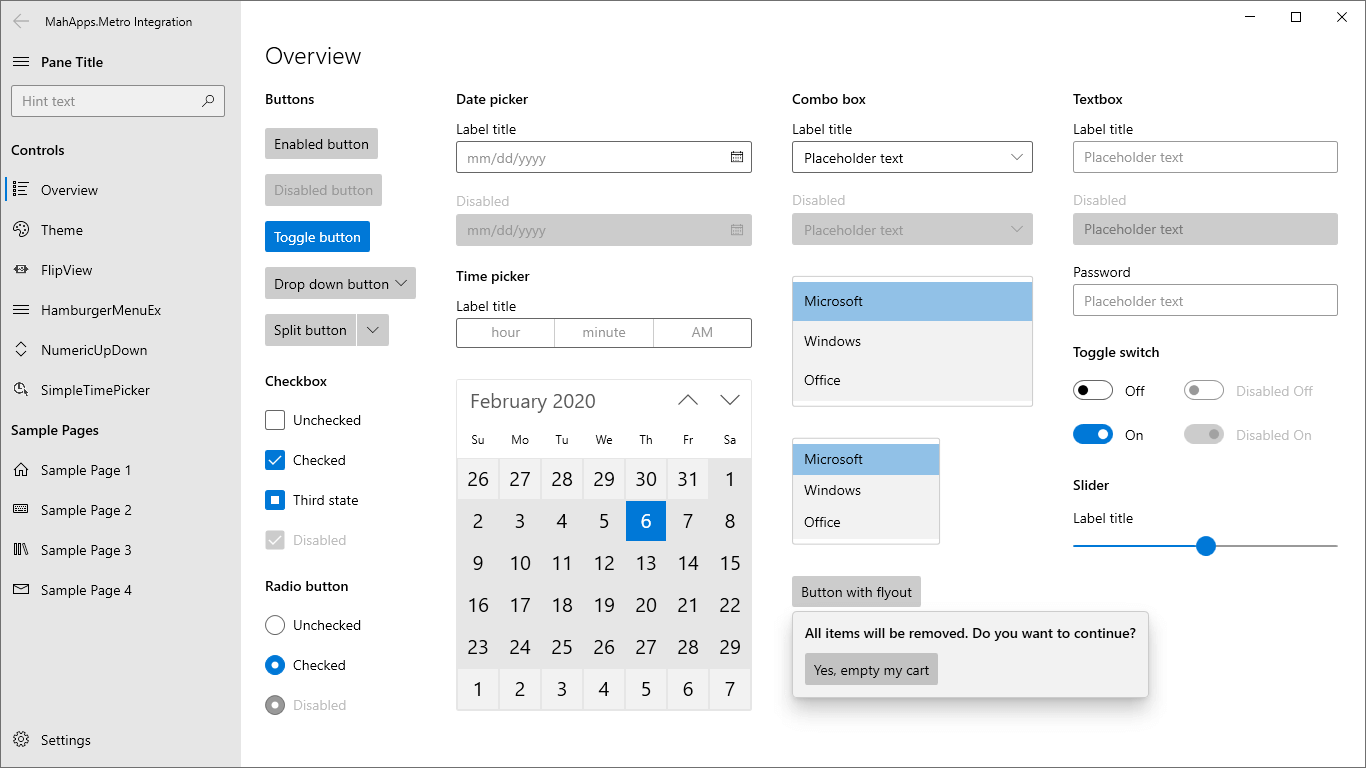 MahApps.Metro Integration
Pane Title
Hint text
Controls
Overview
Theme
FlipView
HamburgerMenuEx
NumericUpDown
SimpleTimePicker
Sample Pages
Sample Page 1
Sample Page 2
Sample Page 3
Sample Page 4
Settings
Overview
Buttons
Enabled button
Disabled button
Toggle button
Drop down button
Split button
Checkbox
Unchecked
Checked
Third state
Disabled
Radio button
Unchecked
Checked
Disabled
Date picker
Label title
mm/dd/yyyy
Disabled
mm/dd/yyyy
Time picker
Label title
hour minute AM
February 2020
Su Mo Tu We Th Fr Sa
26 27 28 29 30 31 1
2 3 4 5 6 7 8
9 10 11 12 13 14 15
16 17 18 19 20 21 22
23 24 25 26 27 28 29
1 2 3 4 5 6 7
Combo box
Label title
Placeholder text
Disabled
Placeholder text
Microsoft
Windows
Office
Microsoft
Windows
Office
Button with flyout
All items will be removed. Do you want to continue?
Yes, empty my cart
Textbox
Label title
Placeholder text
Disabled
Placeholder text
Password
Placeholder text
Toggle switch
Off Disabled Off
On Disabled On
Slider
Label title